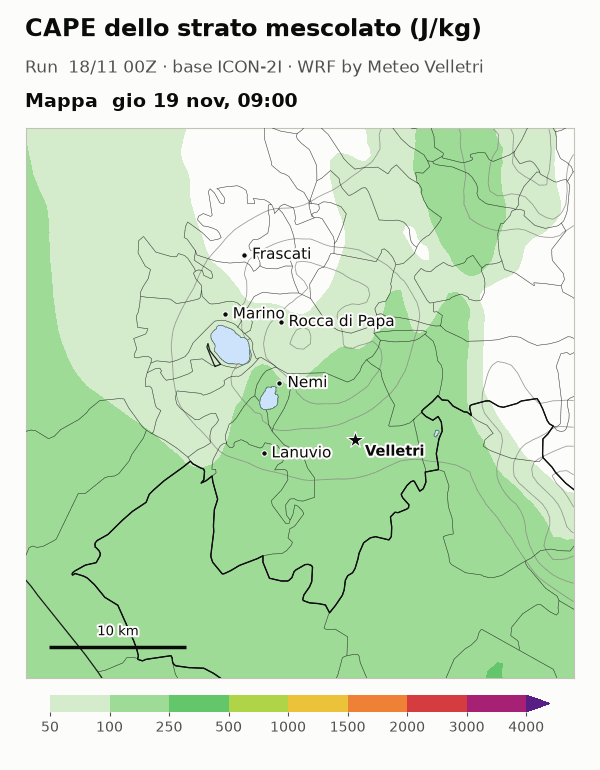 CAPE dello strato mescolato (J/kg)
Run  18/11 00Z · base ICON-2I · WRF by Meteo Velletri
Mappa  gio 19 nov, 09:00
Frascati
Marino
Rocca di Papa
Nemi
Velletri
Lanuvio
10 km
50 100 250 500 1000 1500 2000 3000 4000